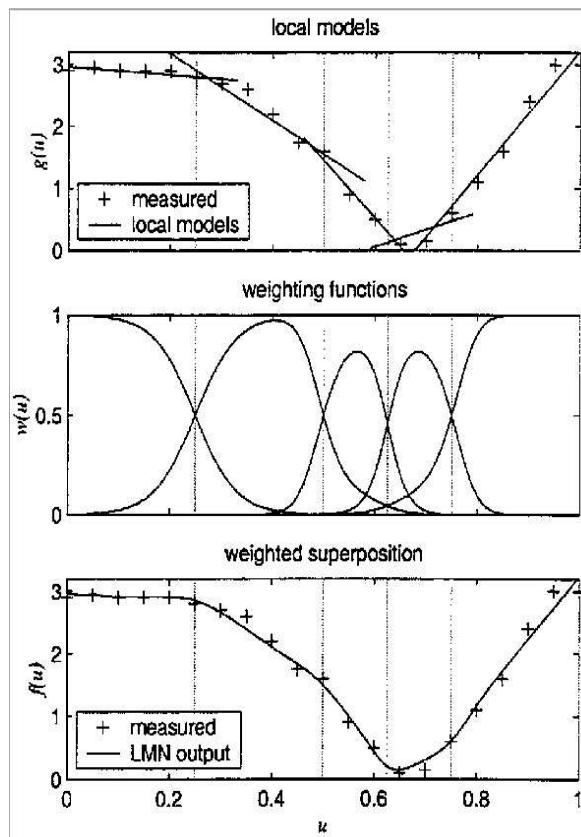 local models
3
2
1
0
g(u)
measured
local models
weighting functions
1
0.5
0
w(u)
weighted superposition
3
2
1
0
f(u)
measured
LMN output
0 0.2 0.4 0.6 0.8 1
u